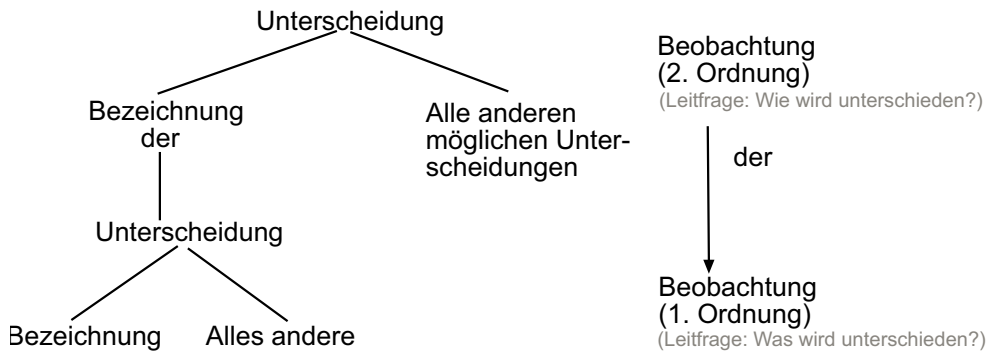 Unterscheidung
Bezeichnung
der
Alle anderen
möglichen Unter-
scheidungen
Unterscheidung
Bezeichnung
Alles andere
Beobachtung
(2. Ordnung)
(Leitfrage: Wie wird unterschieden?)
der
Beobachtung
(1. Ordnung)
(Leitfrage: Was wird unterschieden?)